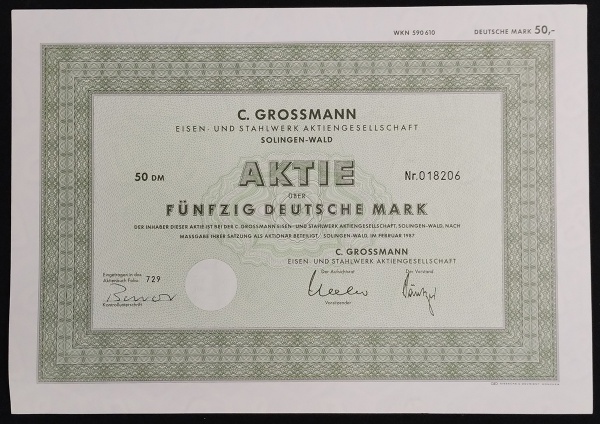 WKN 590610 DEUTSCHE MARK 50,-
C. GROSSMANN
EISEN- UND STAHLWERK AKTIENGESELLSCHAFT
SOLINGEN-WALD
50 DM AKTIE Nr.018206
ÜBER
FÜNFZIG DEUTSCHE MARK
DER INHABER DIESER AKTIE IST BEI DER C. GROSSMANN EISEN- UND STAHLWERK AKTIENGESELLSCHAFT, SOLINGEN-WALD, NACH
MASSGABE IHRER SATZUNG ALS AKTIONÄR BETEILIGT. SOLINGEN-WALD, IM FEBRUAR 1987
C. GROSSMANN
EISEN- UND STAHLWERK AKTIENGESELLSCHAFT
Eingetragen in das
Aktienbuch Folio: 729
Der Aufsichtsrat Der Vorstand
Kontrollunterschrift
Vorsitzender